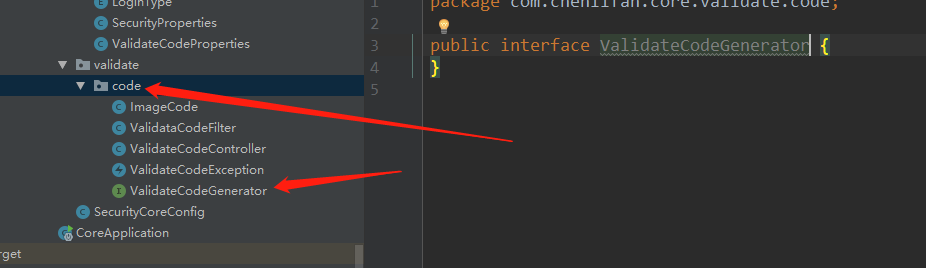 LoginType
SecurityProperties
ValidateCodeProperties
validate
code
ImageCode
ValidataCodeFilter
ValidateCodeController
ValidateCodeException
ValidateCodeGenerator
SecurityCoreConfig
CoreApplication
rget
1 package com.chenlifan.core.validate.code;
2
3 public interface ValidateCodeGenerator {
4 }
5